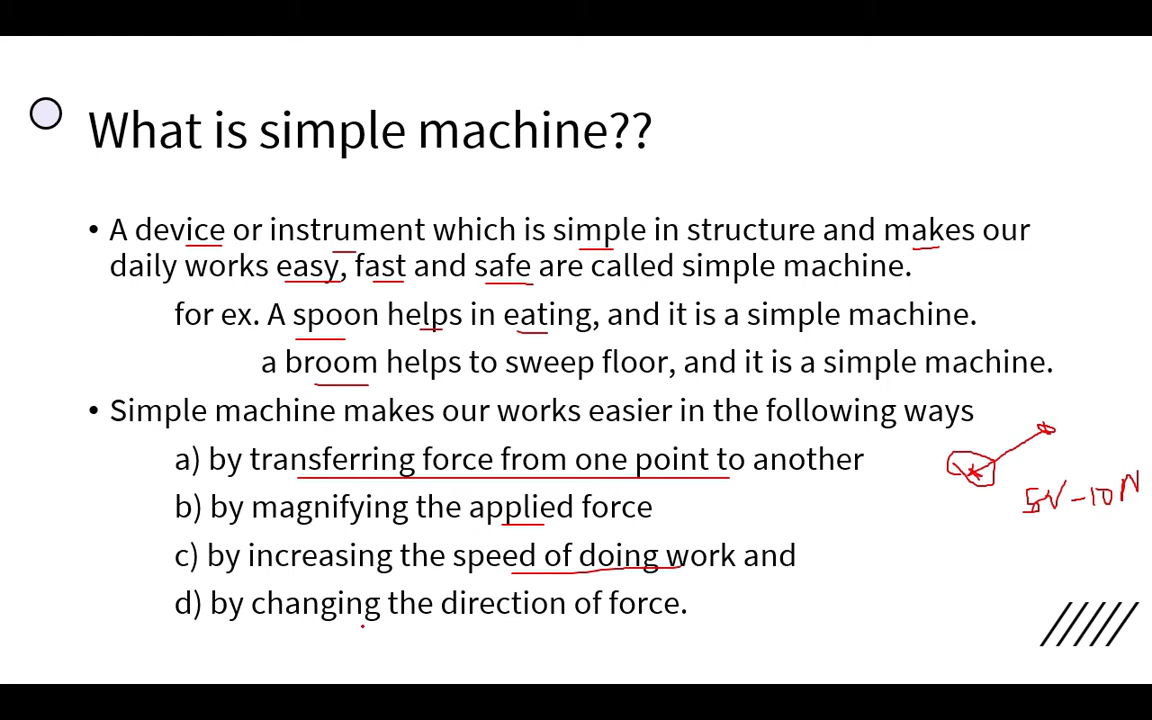 What is simple machine??
• A device or instrument which is simple in structure and makes our
daily works easy, fast and safe are called simple machine.
for ex. A spoon helps in eating, and it is a simple machine.
a broom helps to sweep floor, and it is a simple machine.
• Simple machine makes our works easier in the following ways
a) by transferring force from one point to another
b) by magnifying the applied force
5N - 10N
c) by increasing the speed of doing work and
d) by changing the direction of force.